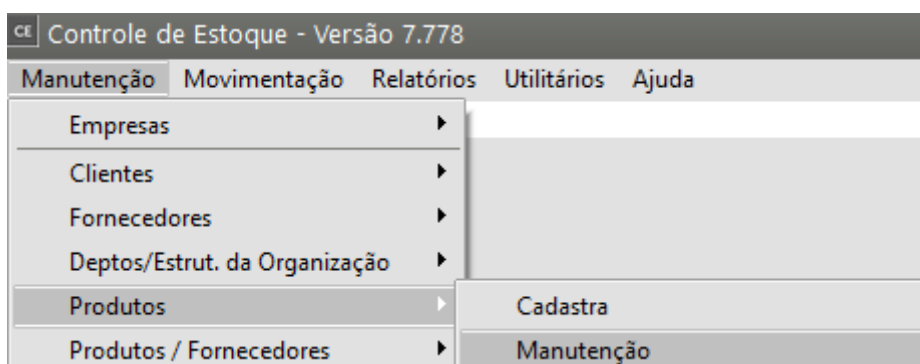 CE Controle de Estoque - Versão 7.778
Manutenção Movimentação Relatórios Utilitários Ajuda
Empresas
Clientes
Fornecedores
Deptos/Estrut. da Organização
Produtos Cadastra
Produtos / Fornecedores Manutenção